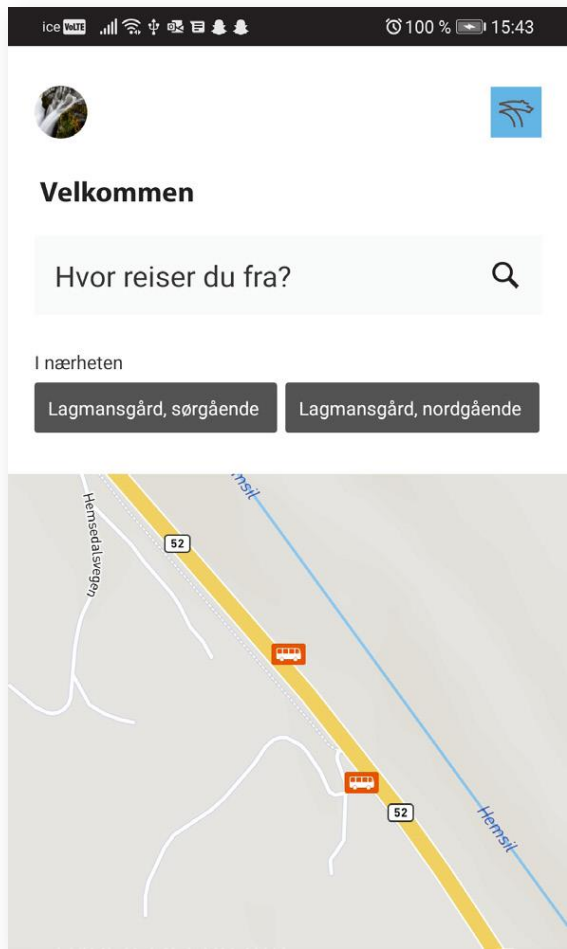 ice VoLTE 100 % 15:43
Velkommen
Hvor reiser du fra?
I nærheten
Lagmansgård, sørgående
Lagmansgård, nordgående
Hemsil
Hemsedalsvegen
52
52
Hemsil